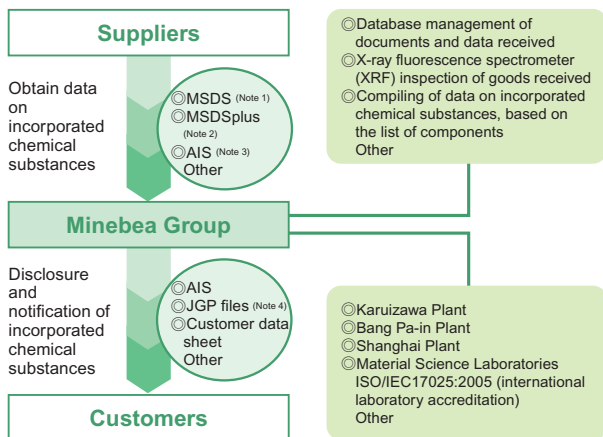 Suppliers
Obtain data
on
incorporated
chemical
substances
◎MSDS (Note 1)
◎MSDSplus
(Note 2)
◎AIS (Note 3)
Other
◎Database management of
documents and data received
◎X-ray fluorescence spectrometer
(XRF) inspection of goods received
◎Compiling of data on incorporated
chemical substances, based on
the list of components
Other
Minebea Group
Disclosure
and
notification of
incorporated
chemical
substances
◎AIS
◎JGP files (Note 4)
◎Customer data
sheet
Other
◎Karuizawa Plant
◎Bang Pa-in Plant
◎Shanghai Plant
◎Material Science Laboratories
ISO/IEC17025:2005 (international
laboratory accreditation)
Other
Customers